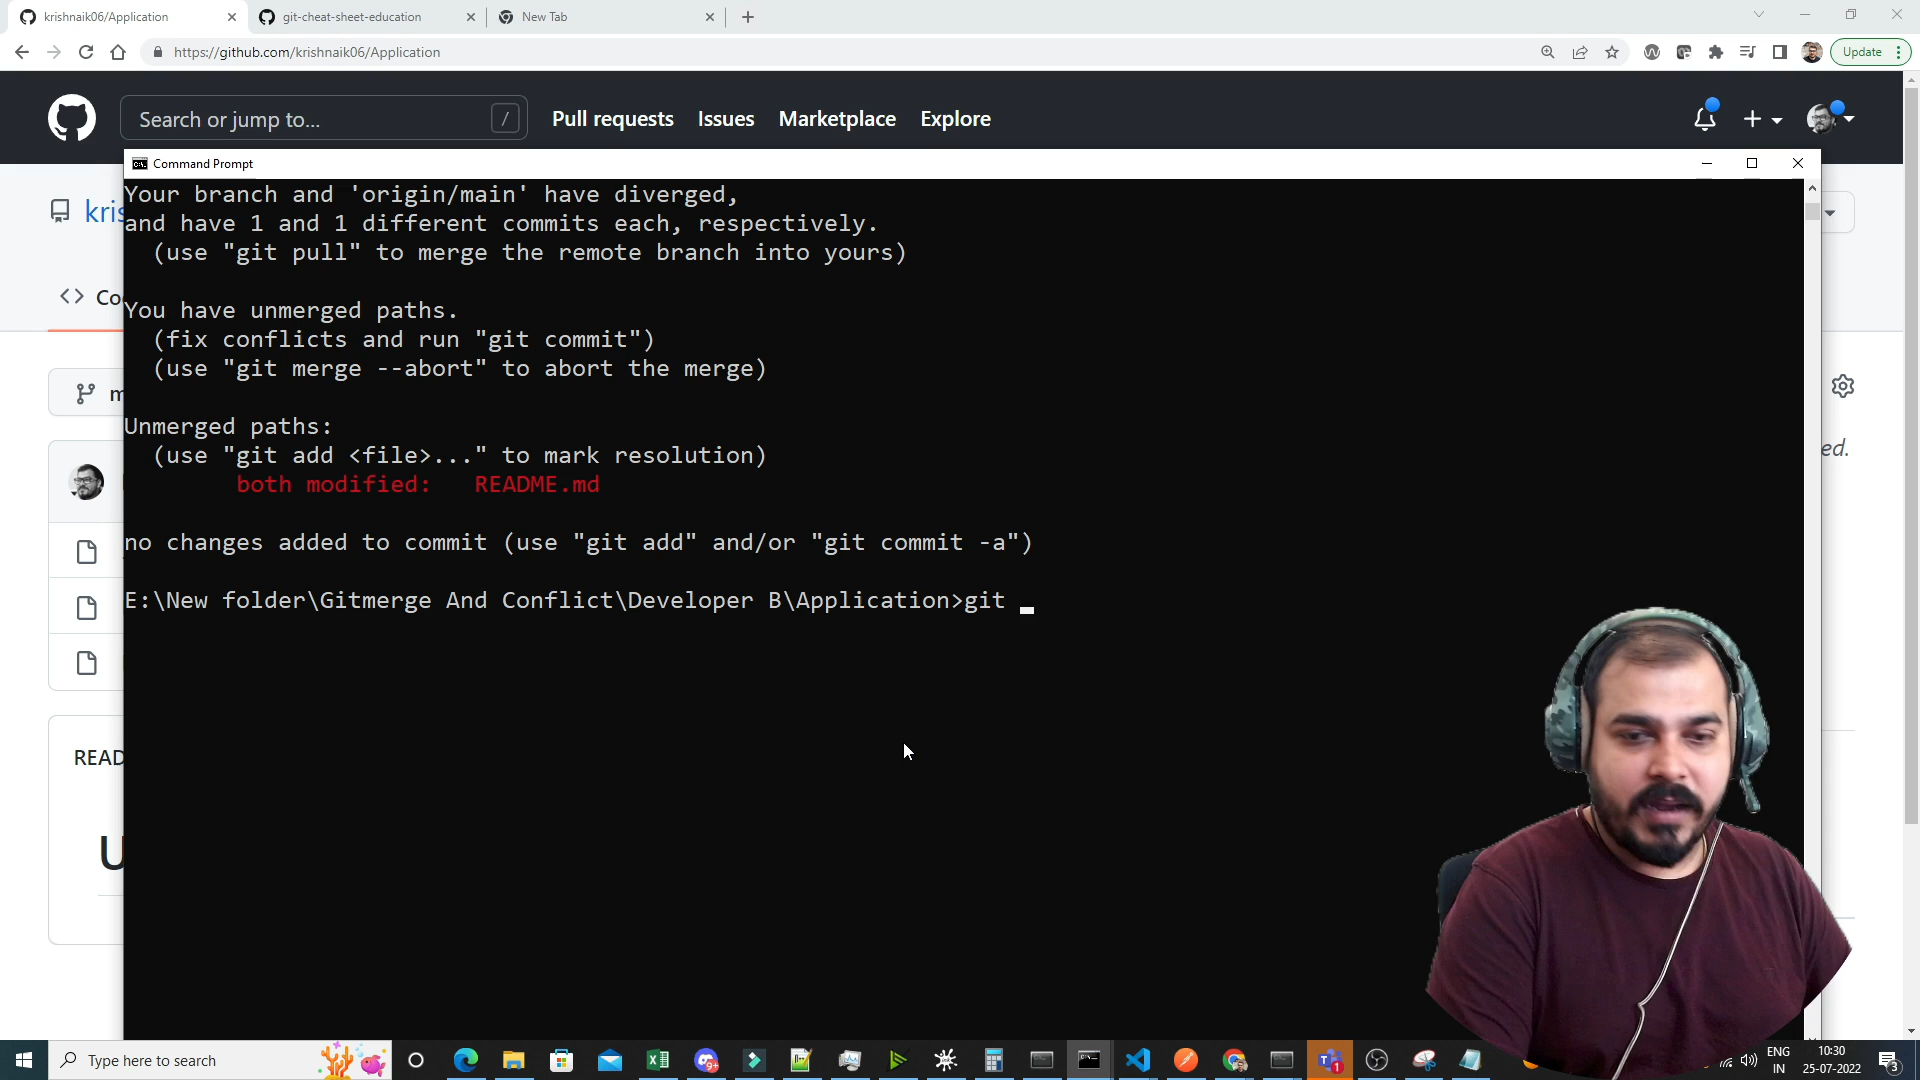 krishnaik06/Application
git-cheat-sheet-education
New Tab
https://github.com/krishnaik06/Application
Update
Search or jump to...
/
Pull requests
Issues
Marketplace
Explore
Command Prompt
Your branch and 'origin/main' have diverged,
and have 1 and 1 different commits each, respectively.
(use "git pull" to merge the remote branch into yours)
You have unmerged paths.
(fix conflicts and run "git commit")
(use "git merge --abort" to abort the merge)
Unmerged paths:
(use "git add <file>..." to mark resolution)
both modified: README.md
no changes added to commit (use "git add" and/or "git commit -a")
E:\New folder\Gitmerge And Conflict\Developer B\Application>git
Type here to search
ENG
IN
10:30
25-07-2022
3